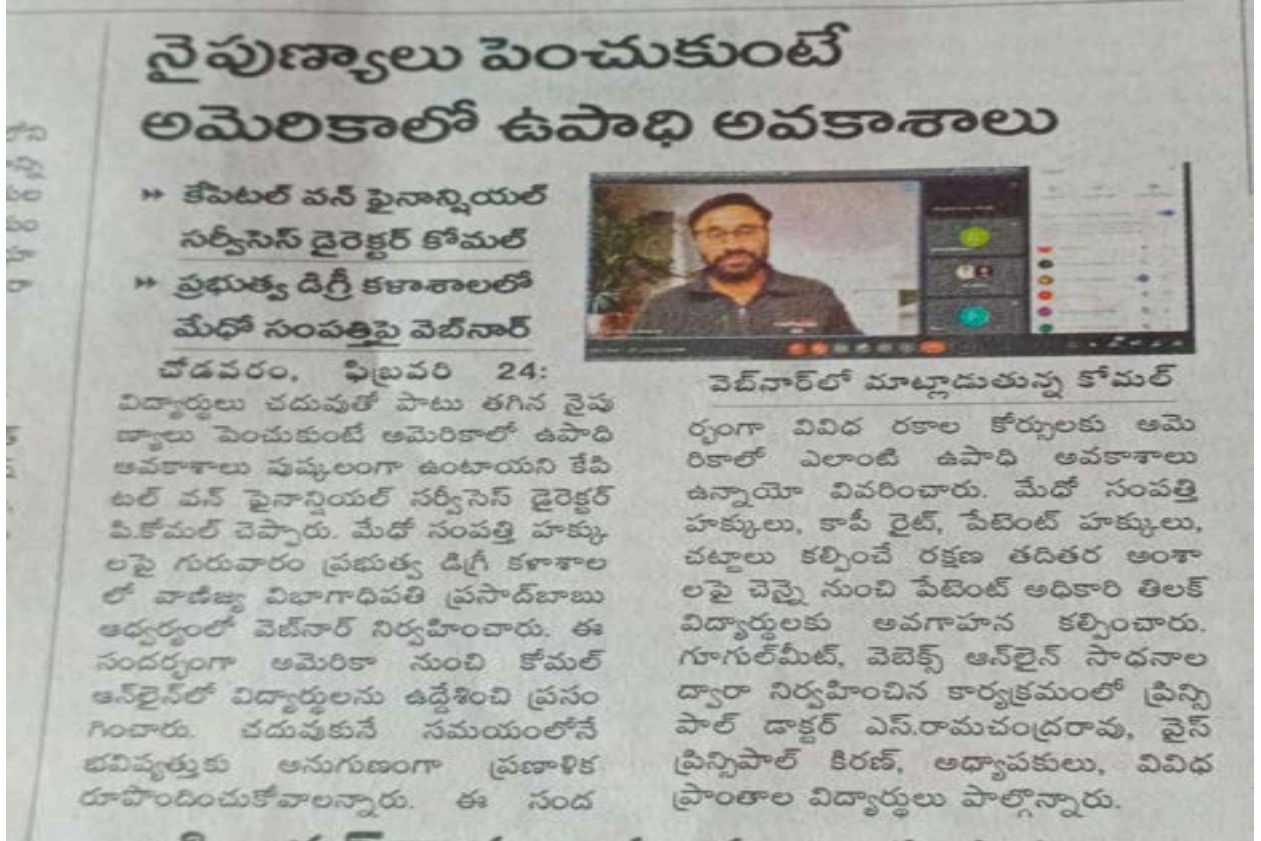 నైపుణ్యాలు పెంచుకుంటే
అమెరికాలో ఉపాధి అవకాశాలు
›› కేపిటల్ వన్ ఫైనాన్షియల్
సర్వీసెస్ డైరెక్టర్ కోమల్
›› ప్రభుత్వ డిగ్రీ కళాశాలలో
మేధో సంపత్తిపై వెబ్‌నార్
చోడవరం, ఫిబ్రవరి 24:
విద్యార్థులు చదువుతో పాటు తగిన నైపు
ణ్యాలు పెంచుకుంటే అమెరికాలో ఉపాధి
అవకాశాలు పుష్కలంగా ఉంటాయని కేపి
టల్ వన్ ఫైనాన్షియల్ సర్వీసెస్ డైరెక్టర్
పి.కోమల్ చెప్పారు. మేధో సంపత్తి హక్కు
లపై గురువారం ప్రభుత్వ డిగ్రీ కళాశాల
లో వాణిజ్య విభాగాధిపతి ప్రసాద్‌బాబు
ఆధ్వర్యంలో వెబ్‌నార్ నిర్వహించారు. ఈ
సందర్భంగా అమెరికా నుంచి కోమల్
ఆన్‌లైన్‌లో విద్యార్థులను ఉద్దేశించి ప్రసం
గించారు. చదువుకునే సమయంలోనే
భవిష్యత్తుకు అనుగుణంగా ప్రణాళిక
రూపొందించుకోవాలన్నారు. ఈ సంద
వెబ్‌నార్‌లో మాట్లాడుతున్న కోమల్
ర్భంగా వివిధ రకాల కోర్సులకు అమె
రికాలో ఎలాంటి ఉపాధి అవకాశాలు
ఉన్నాయో వివరించారు. మేధో సంపత్తి
హక్కులు, కాపీ రైట్, పేటెంట్ హక్కులు,
చట్టాలు కల్పించే రక్షణ తదితర అంశా
లపై చెన్నై నుంచి పేటెంట్ అధికారి తిలక్
విద్యార్థులకు అవగాహన కల్పించారు.
గూగుల్‌మీట్, వెబెక్స్ ఆన్‌లైన్ సాధనాల
ద్వారా నిర్వహించిన కార్యక్రమంలో ప్రిన్సి
పాల్ డాక్టర్ ఎస్.రామచంద్రరావు, వైస్
ప్రిన్సిపాల్ కిరణ్, అధ్యాపకులు, వివిధ
ప్రాంతాల విద్యార్థులు పాల్గొన్నారు.